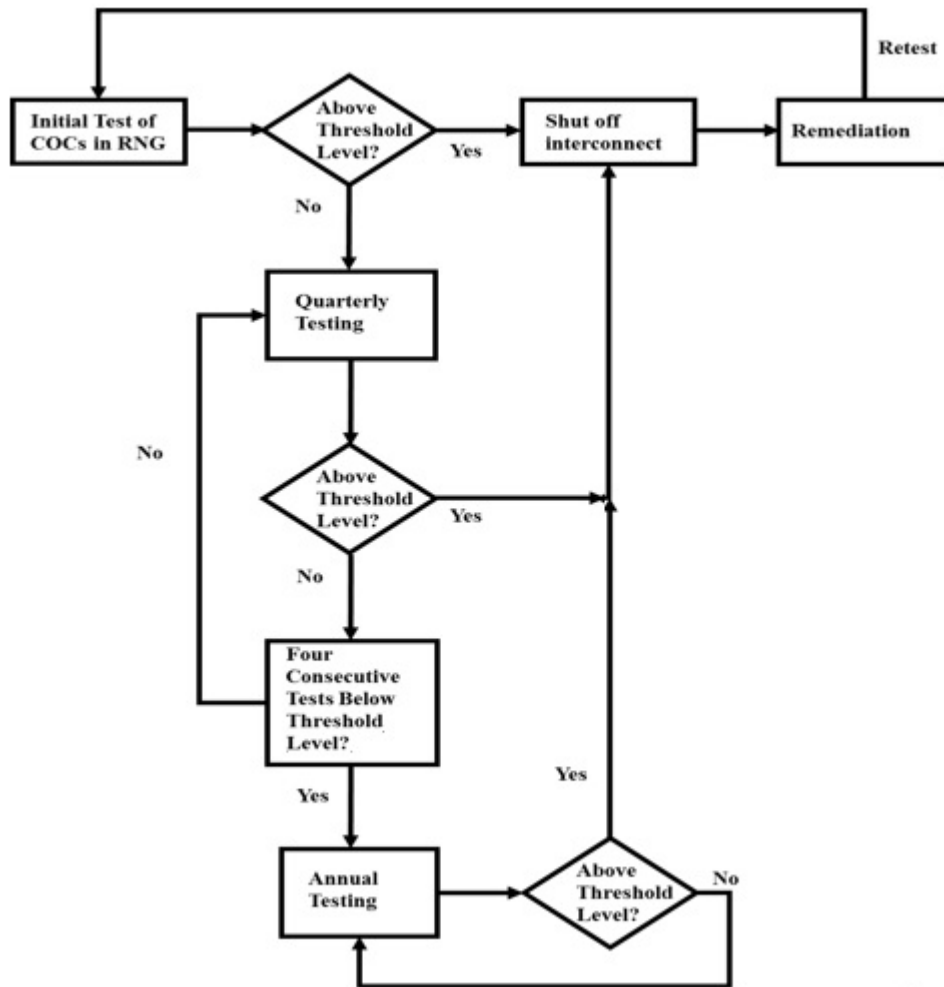 Retest
Initial Test of
COCs in RNG
Above
Threshold
Level?
Yes
Shut off
interconnect
Remediation
No
Quarterly
Testing
No
Above
Threshold
Level?
Yes
No
Four
Consecutive
Tests Below
Threshold
Level?
Yes
Yes
Annual
Testing
Above
Threshold
Level?
No